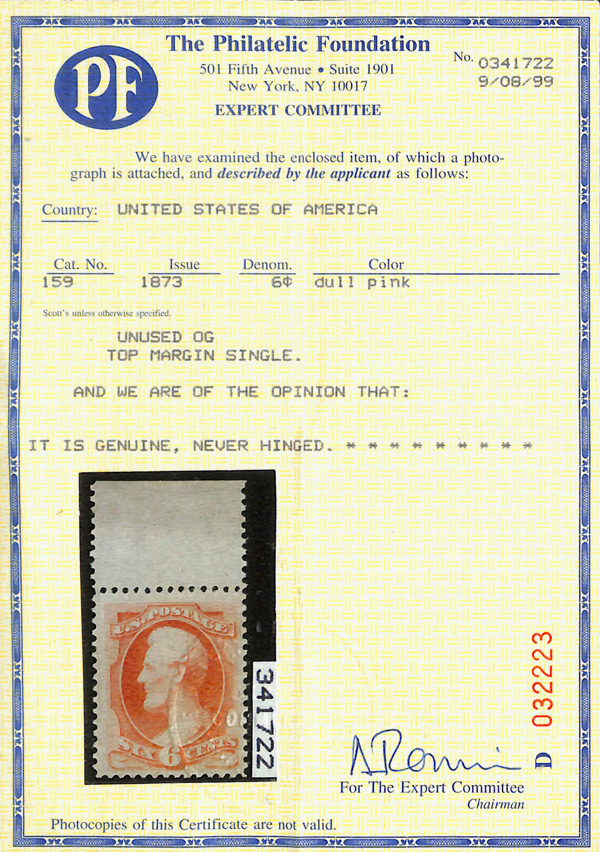 PF
The Philatelic Foundation
501 Fifth Avenue • Suite 1901
New York, NY 10017
EXPERT COMMITTEE
No. 0341722
9/08/99
We have examined the enclosed item, of which a photo-
graph is attached, and described by the applicant as follows:
Country: UNITED STATES OF AMERICA
Cat. No. Issue Denom. Color
159 1873 6¢ dull pink
Scott's unless otherwise specified.
UNUSED OG
TOP MARGIN SINGLE.
AND WE ARE OF THE OPINION THAT:
IT IS GENUINE, NEVER HINGED. * * * * * * * * *
U.S. POSTAGE
SIX 6 CENTS
341722
D 032223
For The Expert Committee
Chairman
Photocopies of this Certificate are not valid.